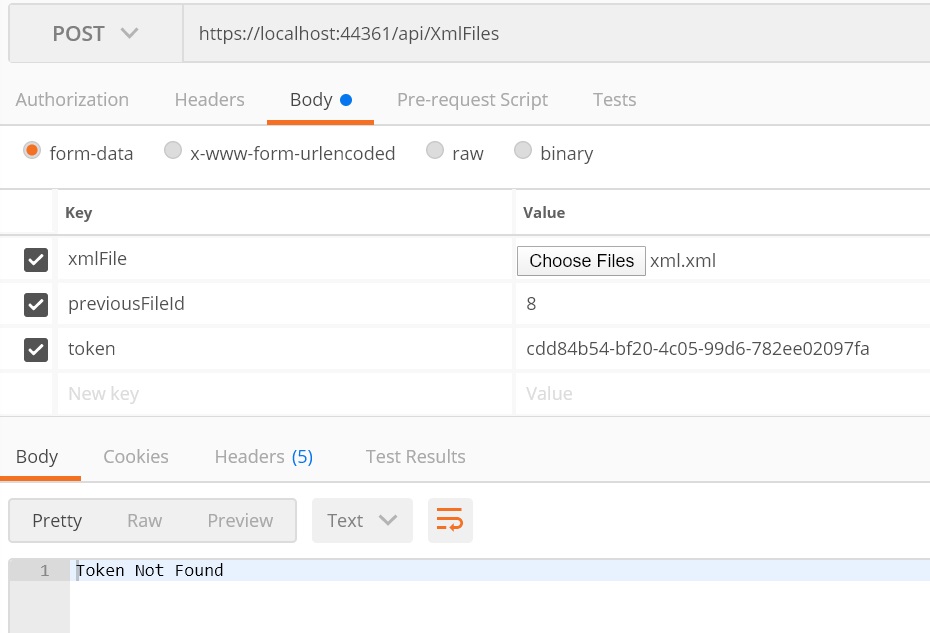 POST https://localhost:44361/api/XmlFiles
Authorization Headers Body Pre-request Script Tests
form-data x-www-form-urlencoded raw binary
Key Value
xmlFile Choose Files xml.xml
previousFileId 8
token cdd84b54-bf20-4c05-99d6-782ee02097fa
New key Value
Body Cookies Headers (5) Test Results
Pretty Raw Preview Text
1 Token Not Found